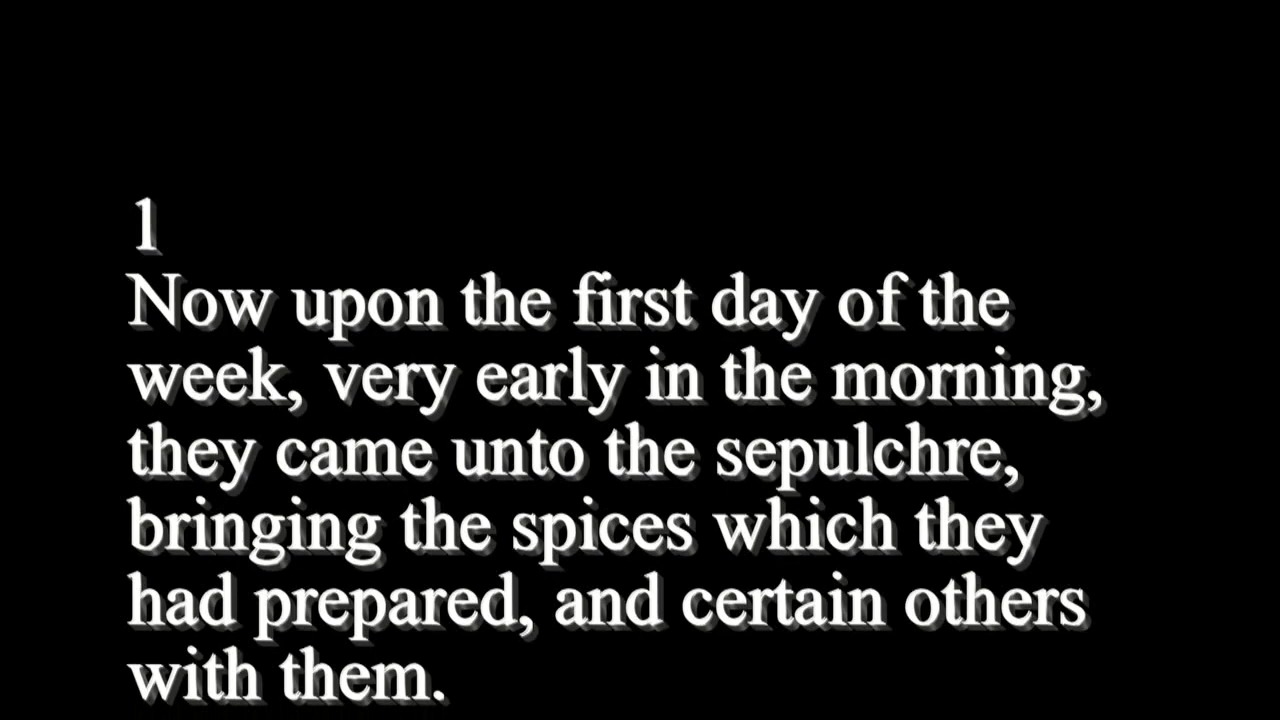 1
Now upon the first day of the
week, very early in the morning,
they came unto the sepulchre,
bringing the spices which they
had prepared, and certain others
with them.